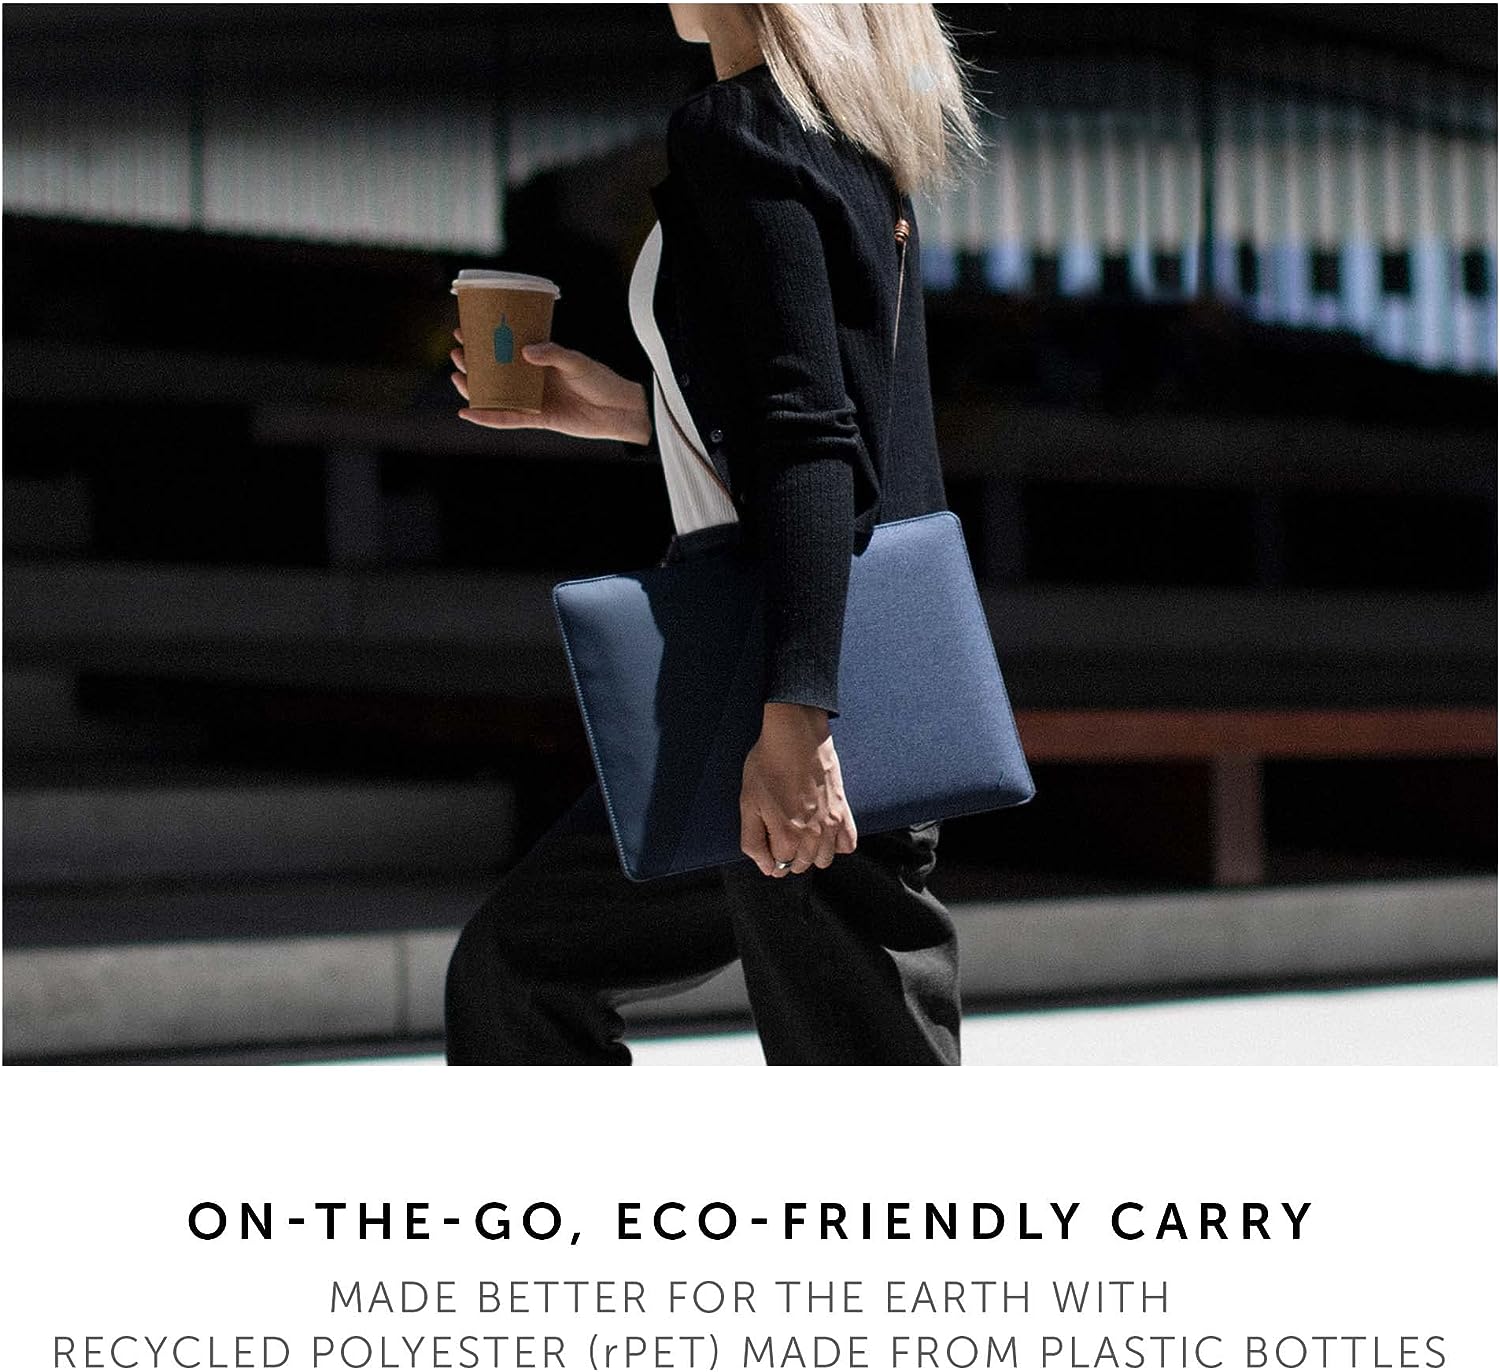 ON-THE-GO, ECO-FRIENDLY CARRY
MADE BETTER FOR THE EARTH WITH
RECYCLED POLYESTER (rPET) MADE FROM PLASTIC BOTTLES